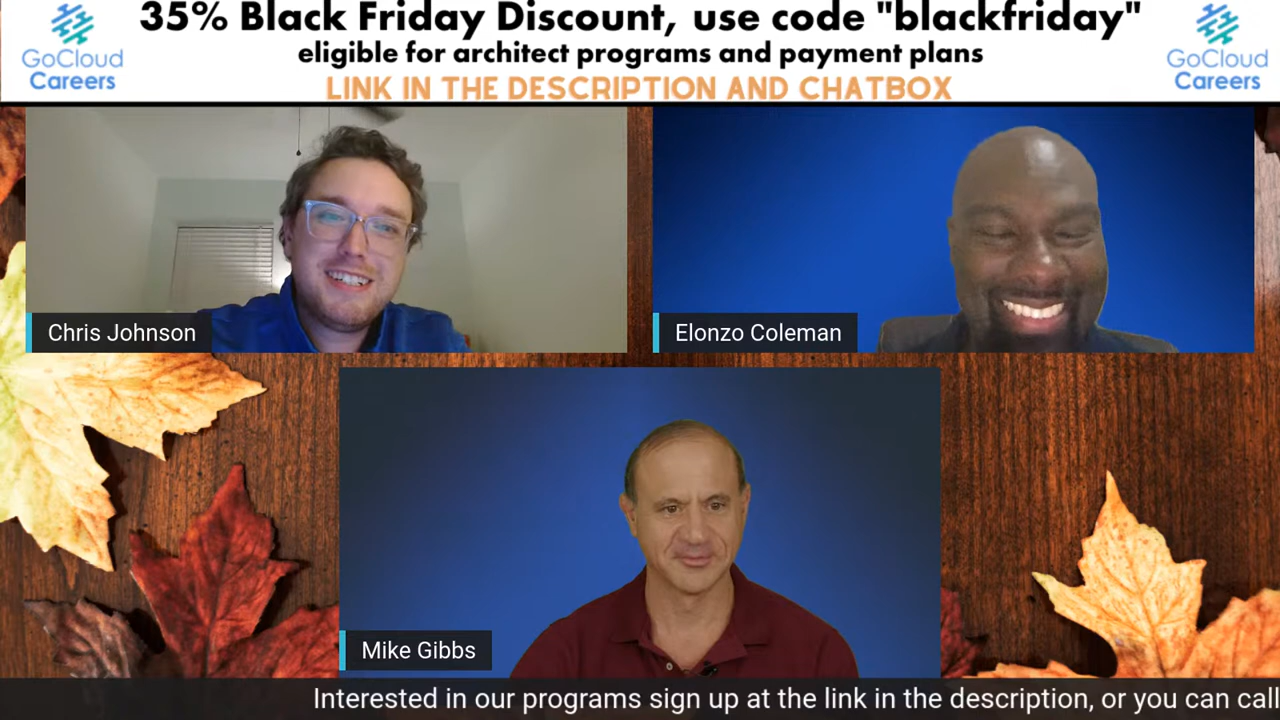 35% Black Friday Discount, use code "blackfriday"
eligible for architect programs and payment plans
LINK IN THE DESCRIPTION AND CHATBOX
GoCloud
Careers
GoCloud
Careers
Chris Johnson
Elonzo Coleman
Mike Gibbs
Interested in our programs sign up at the link in the description, or you can call